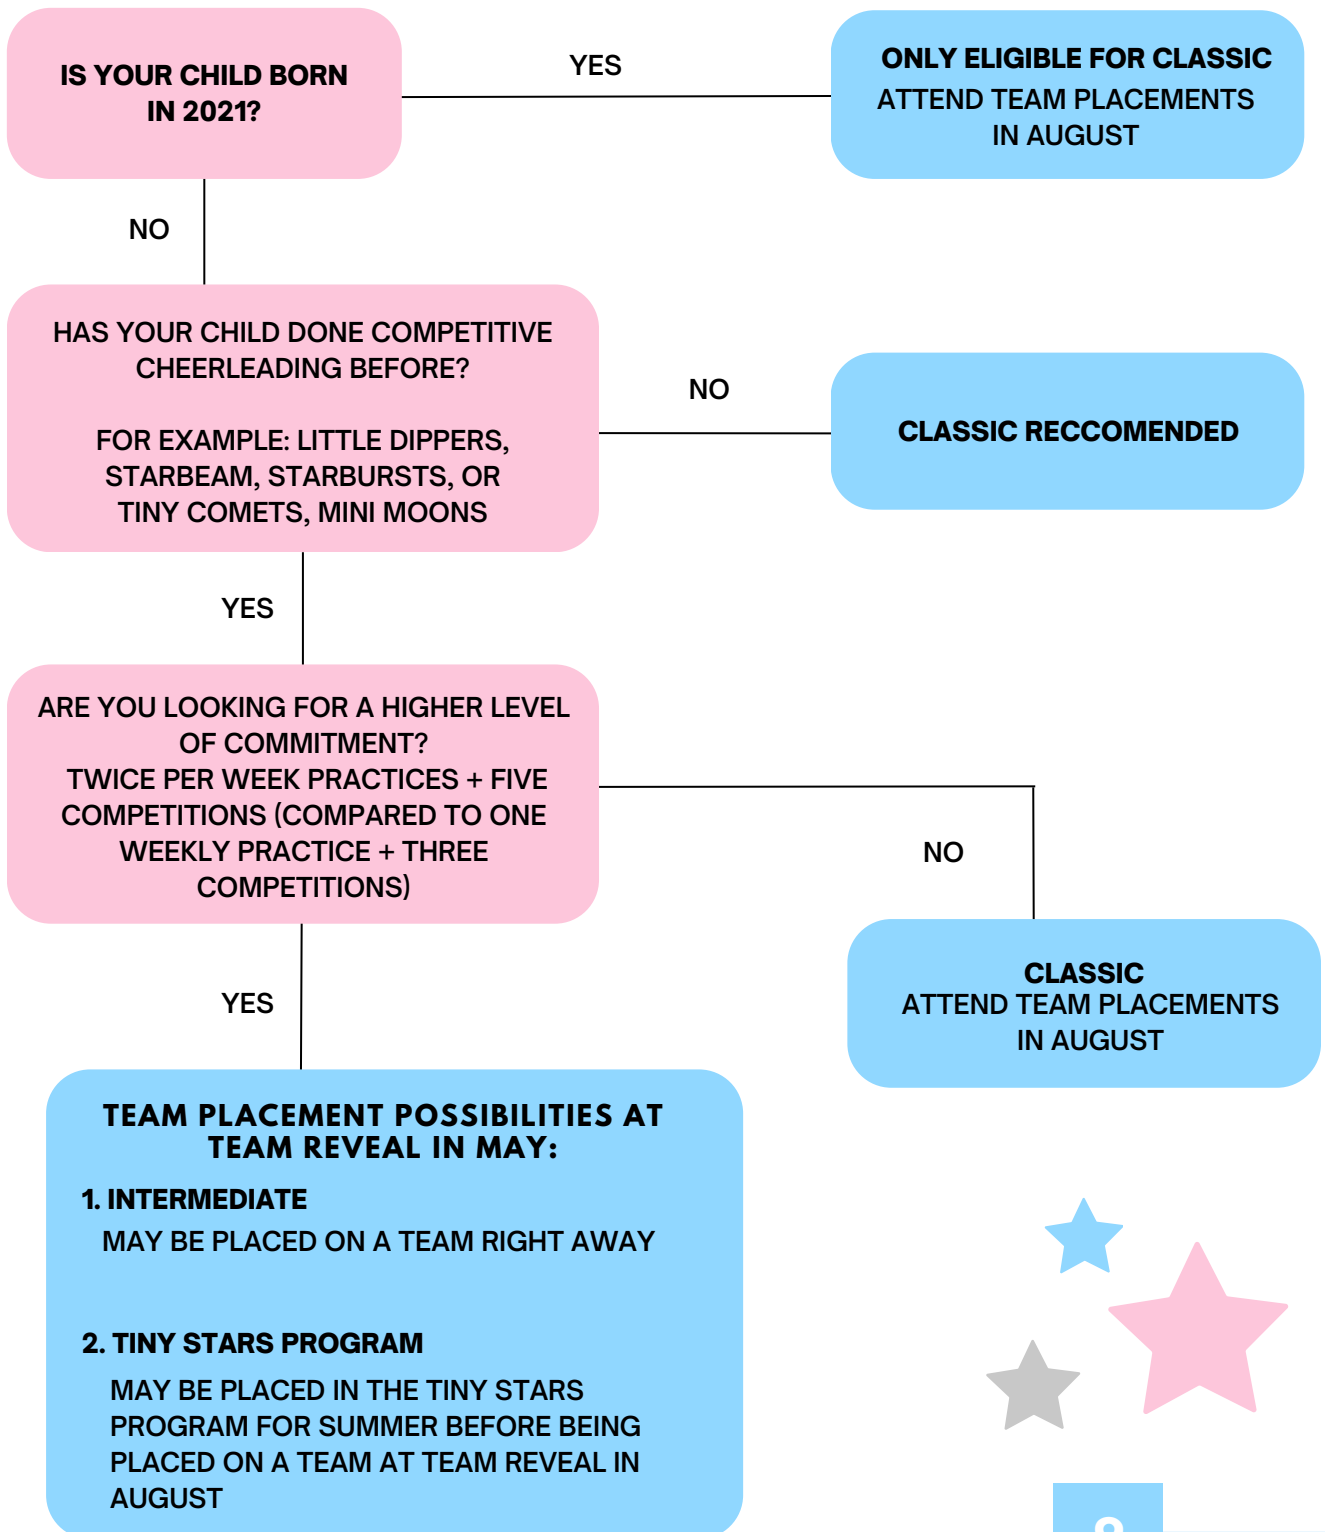 IS YOUR CHILD BORN
IN 2021?
YES
ONLY ELIGIBLE FOR CLASSIC
ATTEND TEAM PLACEMENTS
IN AUGUST
NO
HAS YOUR CHILD DONE COMPETITIVE
CHEERLEADING BEFORE?
FOR EXAMPLE: LITTLE DIPPERS,
STARBEAM, STARBURSTS, OR
TINY COMETS, MINI MOONS
NO
CLASSIC RECCOMENDED
YES
ARE YOU LOOKING FOR A HIGHER LEVEL
OF COMMITMENT?
TWICE PER WEEK PRACTICES + FIVE
COMPETITIONS (COMPARED TO ONE
WEEKLY PRACTICE + THREE
COMPETITIONS)
NO
CLASSIC
ATTEND TEAM PLACEMENTS
IN AUGUST
YES
TEAM PLACEMENT POSSIBILITIES AT
TEAM REVEAL IN MAY:
1. INTERMEDIATE
MAY BE PLACED ON A TEAM RIGHT AWAY
2. TINY STARS PROGRAM
MAY BE PLACED IN THE TINY STARS
PROGRAM FOR SUMMER BEFORE BEING
PLACED ON A TEAM AT TEAM REVEAL IN
AUGUST